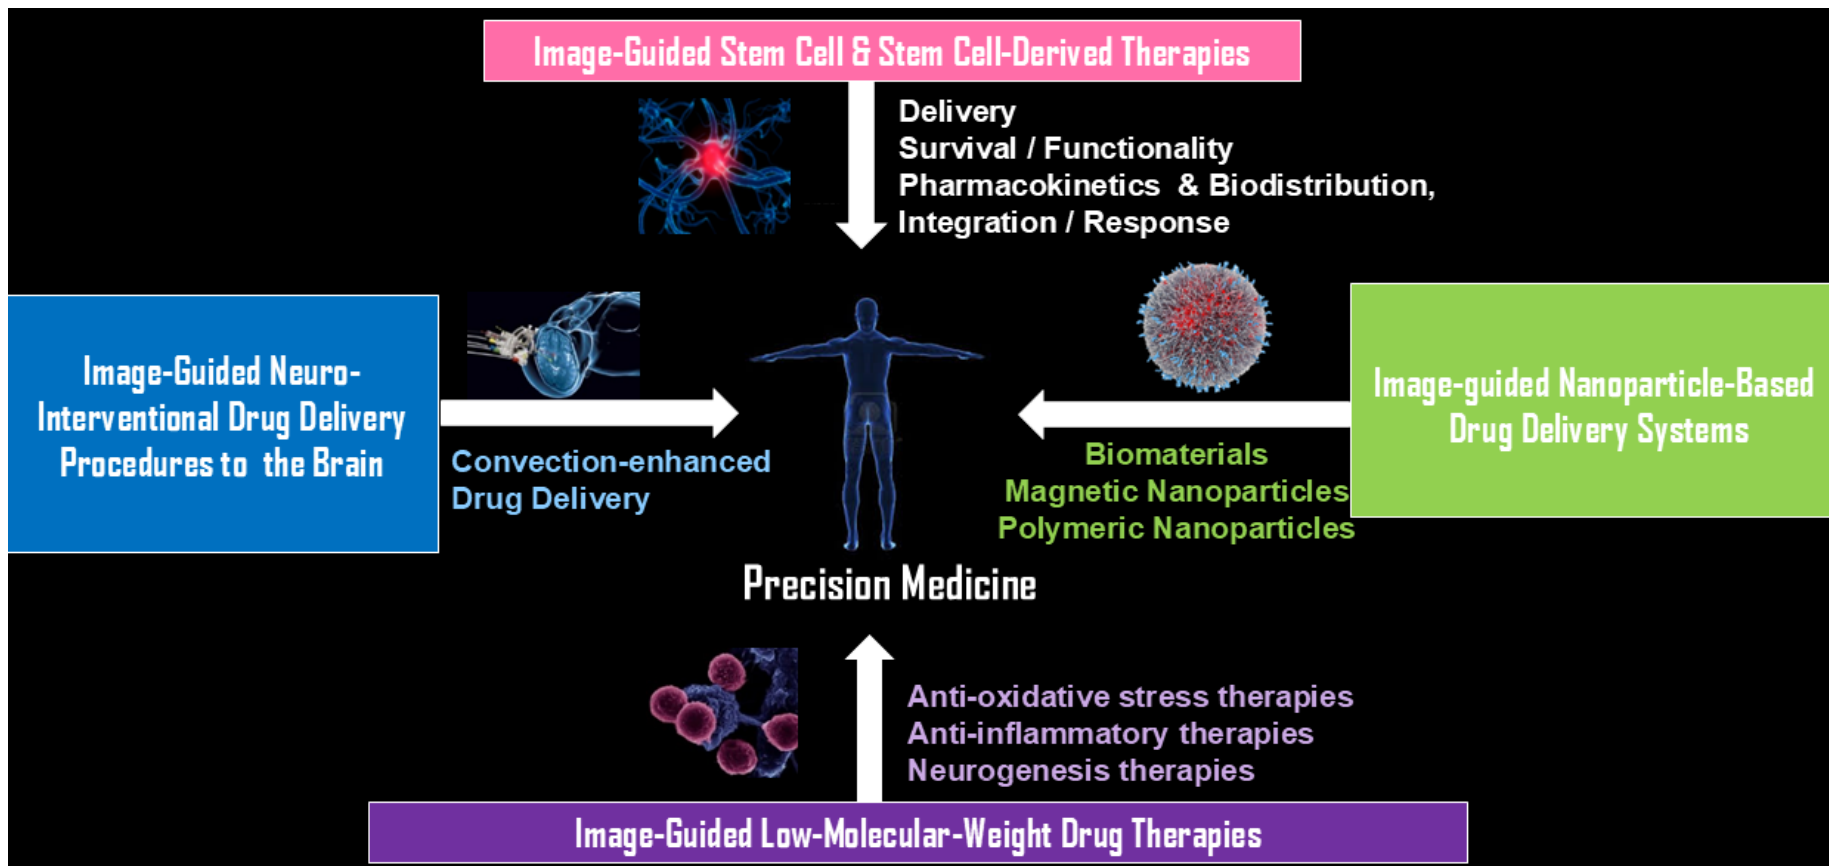 Image-Guided Stem Cell & Stem Cell-Derived Therapies
Delivery
Survival / Functionality
Pharmacokinetics & Biodistribution,
Integration / Response
Image-Guided Neuro-
Interventional Drug Delivery
Procedures to the Brain
Convection-enhanced
Drug Delivery
Image-guided Nanoparticle-Based
Drug Delivery Systems
Biomaterials
Magnetic Nanoparticles
Polymeric Nanoparticles
Precision Medicine
Anti-oxidative stress therapies
Anti-inflammatory therapies
Neurogenesis therapies
Image-Guided Low-Molecular-Weight Drug Therapies